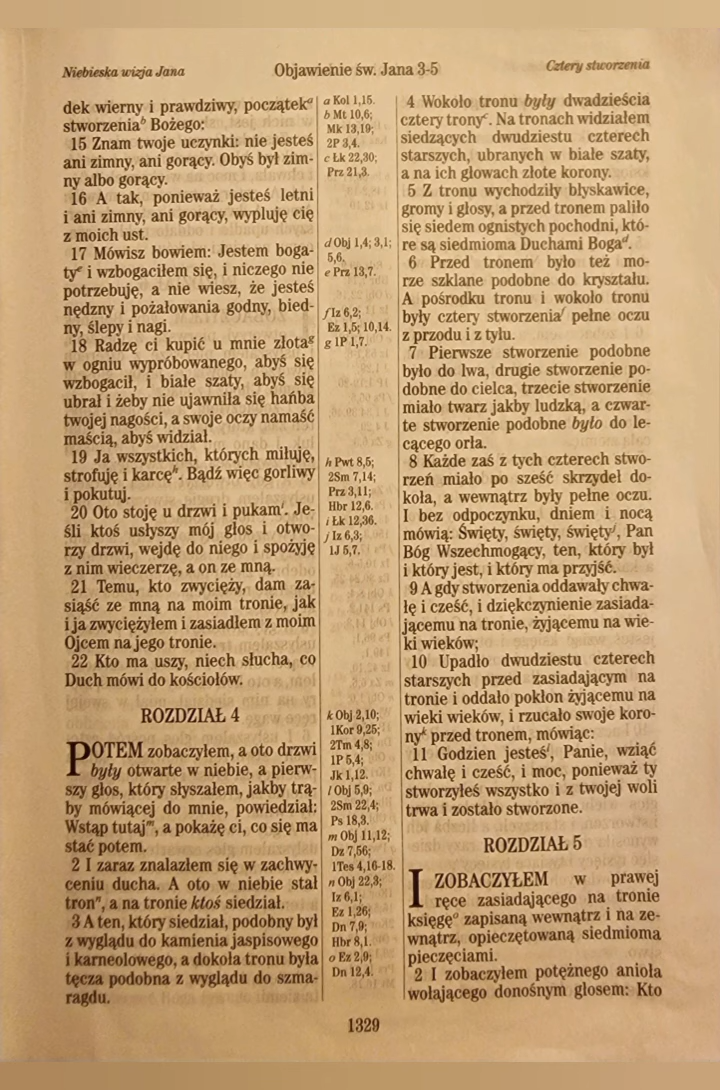 Niebieska wizja Jana
Objawienie św. Jana 3-5
Cztery stworzenia
dek wierny i prawdziwy, początekᵃ
stworzeniaᵇ Bożego:
15 Znam twoje uczynki: nie jesteś
ani zimny, ani gorący. Obyś był zim-
ny albo gorący.
16 A tak, ponieważ jesteś letni
i ani zimny, ani gorący, wypluję cię
z moich ust.
17 Mówisz bowiem: Jestem boga-
tyᵉ i wzbogaciłem się, i niczego nie
potrzebuję, a nie wiesz, że jesteś
nędzny i pożałowania godny, bied-
ny, ślepy i nagi.
18 Radzę ci kupić u mnie złotaᵍ
w ogniu wypróbowanego, abyś się
wzbogacił, i białe szaty, abyś się
ubrał i żeby nie ujawniła się hańba
twojej nagości, a swoje oczy namaść
maścią, abyś widział.
19 Ja wszystkich, których miłuję,
strofuję i karcęʰ. Bądź więc gorliwy
i pokutuj.
20 Oto stoję u drzwi i pukamⁱ. Je-
śli ktoś usłyszy mój głos i otwo-
rzy drzwi, wejdę do niego i spożyję
z nim wieczerzę, a on ze mną.
21 Temu, kto zwycięży, dam za-
siąść ze mną na moim tronie, jak
i ja zwyciężyłem i zasiadłem z moim
Ojcem na jego tronie.
22 Kto ma uszy, niech słucha, co
Duch mówi do kościołów.
ROZDZIAŁ 4
POTEM zobaczyłem, a oto drzwi
były otwarte w niebie, a pierw-
szy głos, który słyszałem, jakby trą-
by mówiącej do mnie, powiedział:
Wstąp tutajᵐ, a pokażę ci, co się ma
stać potem.
2 I zaraz znalazłem się w zachwy-
ceniu ducha. A oto w niebie stał
tronⁿ, a na tronie ktoś siedział.
3 A ten, który siedział, podobny był
z wyglądu do kamienia jaspisowego
i karneolowego, a dokoła tronu była
tęcza podobna z wyglądu do szma-
ragdu.
a Kol 1,15.
b Mt 10,6;
Mk 13,19;
2P 3,4.
c Łk 22,30;
Prz 21,3.
d Obj 1,4; 3,1;
5,6.
e Prz 13,7.
f Iz 6,2;
Ez 1,5; 10,14.
g 1P 1,7.
h Pwt 8,5;
2Sm 7,14;
Prz 3,11;
Hbr 12,6.
i Łk 12,36.
j Iz 6,3;
1J 5,7.
k Obj 2,10;
1Kor 9,25;
2Tm 4,8;
1P 5,4;
Jk 1,12.
l Obj 5,9;
2Sm 22,4;
Ps 18,3.
m Obj 11,12;
Dz 7,56;
1Tes 4,16-18.
n Obj 22,3;
Iz 6,1;
Ez 1,26;
Dn 7,9;
Hbr 8,1.
o Ez 2,9;
Dn 12,4.
4 Wokoło tronu były dwadzieścia
cztery tronyᶜ. Na tronach widziałem
siedzących dwudziestu czterech
starszych, ubranych w białe szaty,
a na ich głowach złote korony.
5 Z tronu wychodziły błyskawice,
gromy i głosy, a przed tronem paliło
się siedem ognistych pochodni, któ-
re są siedmioma Duchami Bogaᵈ.
6 Przed tronem było też mo-
rze szklane podobne do kryształu.
A pośrodku tronu i wokoło tronu
były cztery stworzeniaᶠ pełne oczu
z przodu i z tyłu.
7 Pierwsze stworzenie podobne
było do lwa, drugie stworzenie po-
dobne do cielca, trzecie stworzenie
miało twarz jakby ludzką, a czwar-
te stworzenie podobne było do le-
cącego orła.
8 Każde zaś z tych czterech stwo-
rzeń miało po sześć skrzydeł do-
koła, a wewnątrz były pełne oczu.
I bez odpoczynku, dniem i nocą
mówią: Święty, święty, świętyʲ, Pan
Bóg Wszechmogący, ten, który był
i który jest, i który ma przyjść.
9 A gdy stworzenia oddawały chwa-
łę i cześć, i dziękczynienie zasiada-
jącemu na tronie, żyjącemu na wie-
ki wieków;
10 Upadło dwudziestu czterech
starszych przed zasiadającym na
tronie i oddało pokłon żyjącemu na
wieki wieków, i rzucało swoje koro-
nyᵏ przed tronem, mówiąc:
11 Godzien jesteśˡ, Panie, wziąć
chwałę i cześć, i moc, ponieważ ty
stworzyłeś wszystko i z twojej woli
trwa i zostało stworzone.
ROZDZIAŁ 5
I ZOBACZYŁEM w prawej
ręce zasiadającego na tronie
księgęᵒ zapisaną wewnątrz i na ze-
wnątrz, opieczętowaną siedmioma
pieczęciami.
2 I zobaczyłem potężnego anioła
wołającego donośnym głosem: Kto
1329